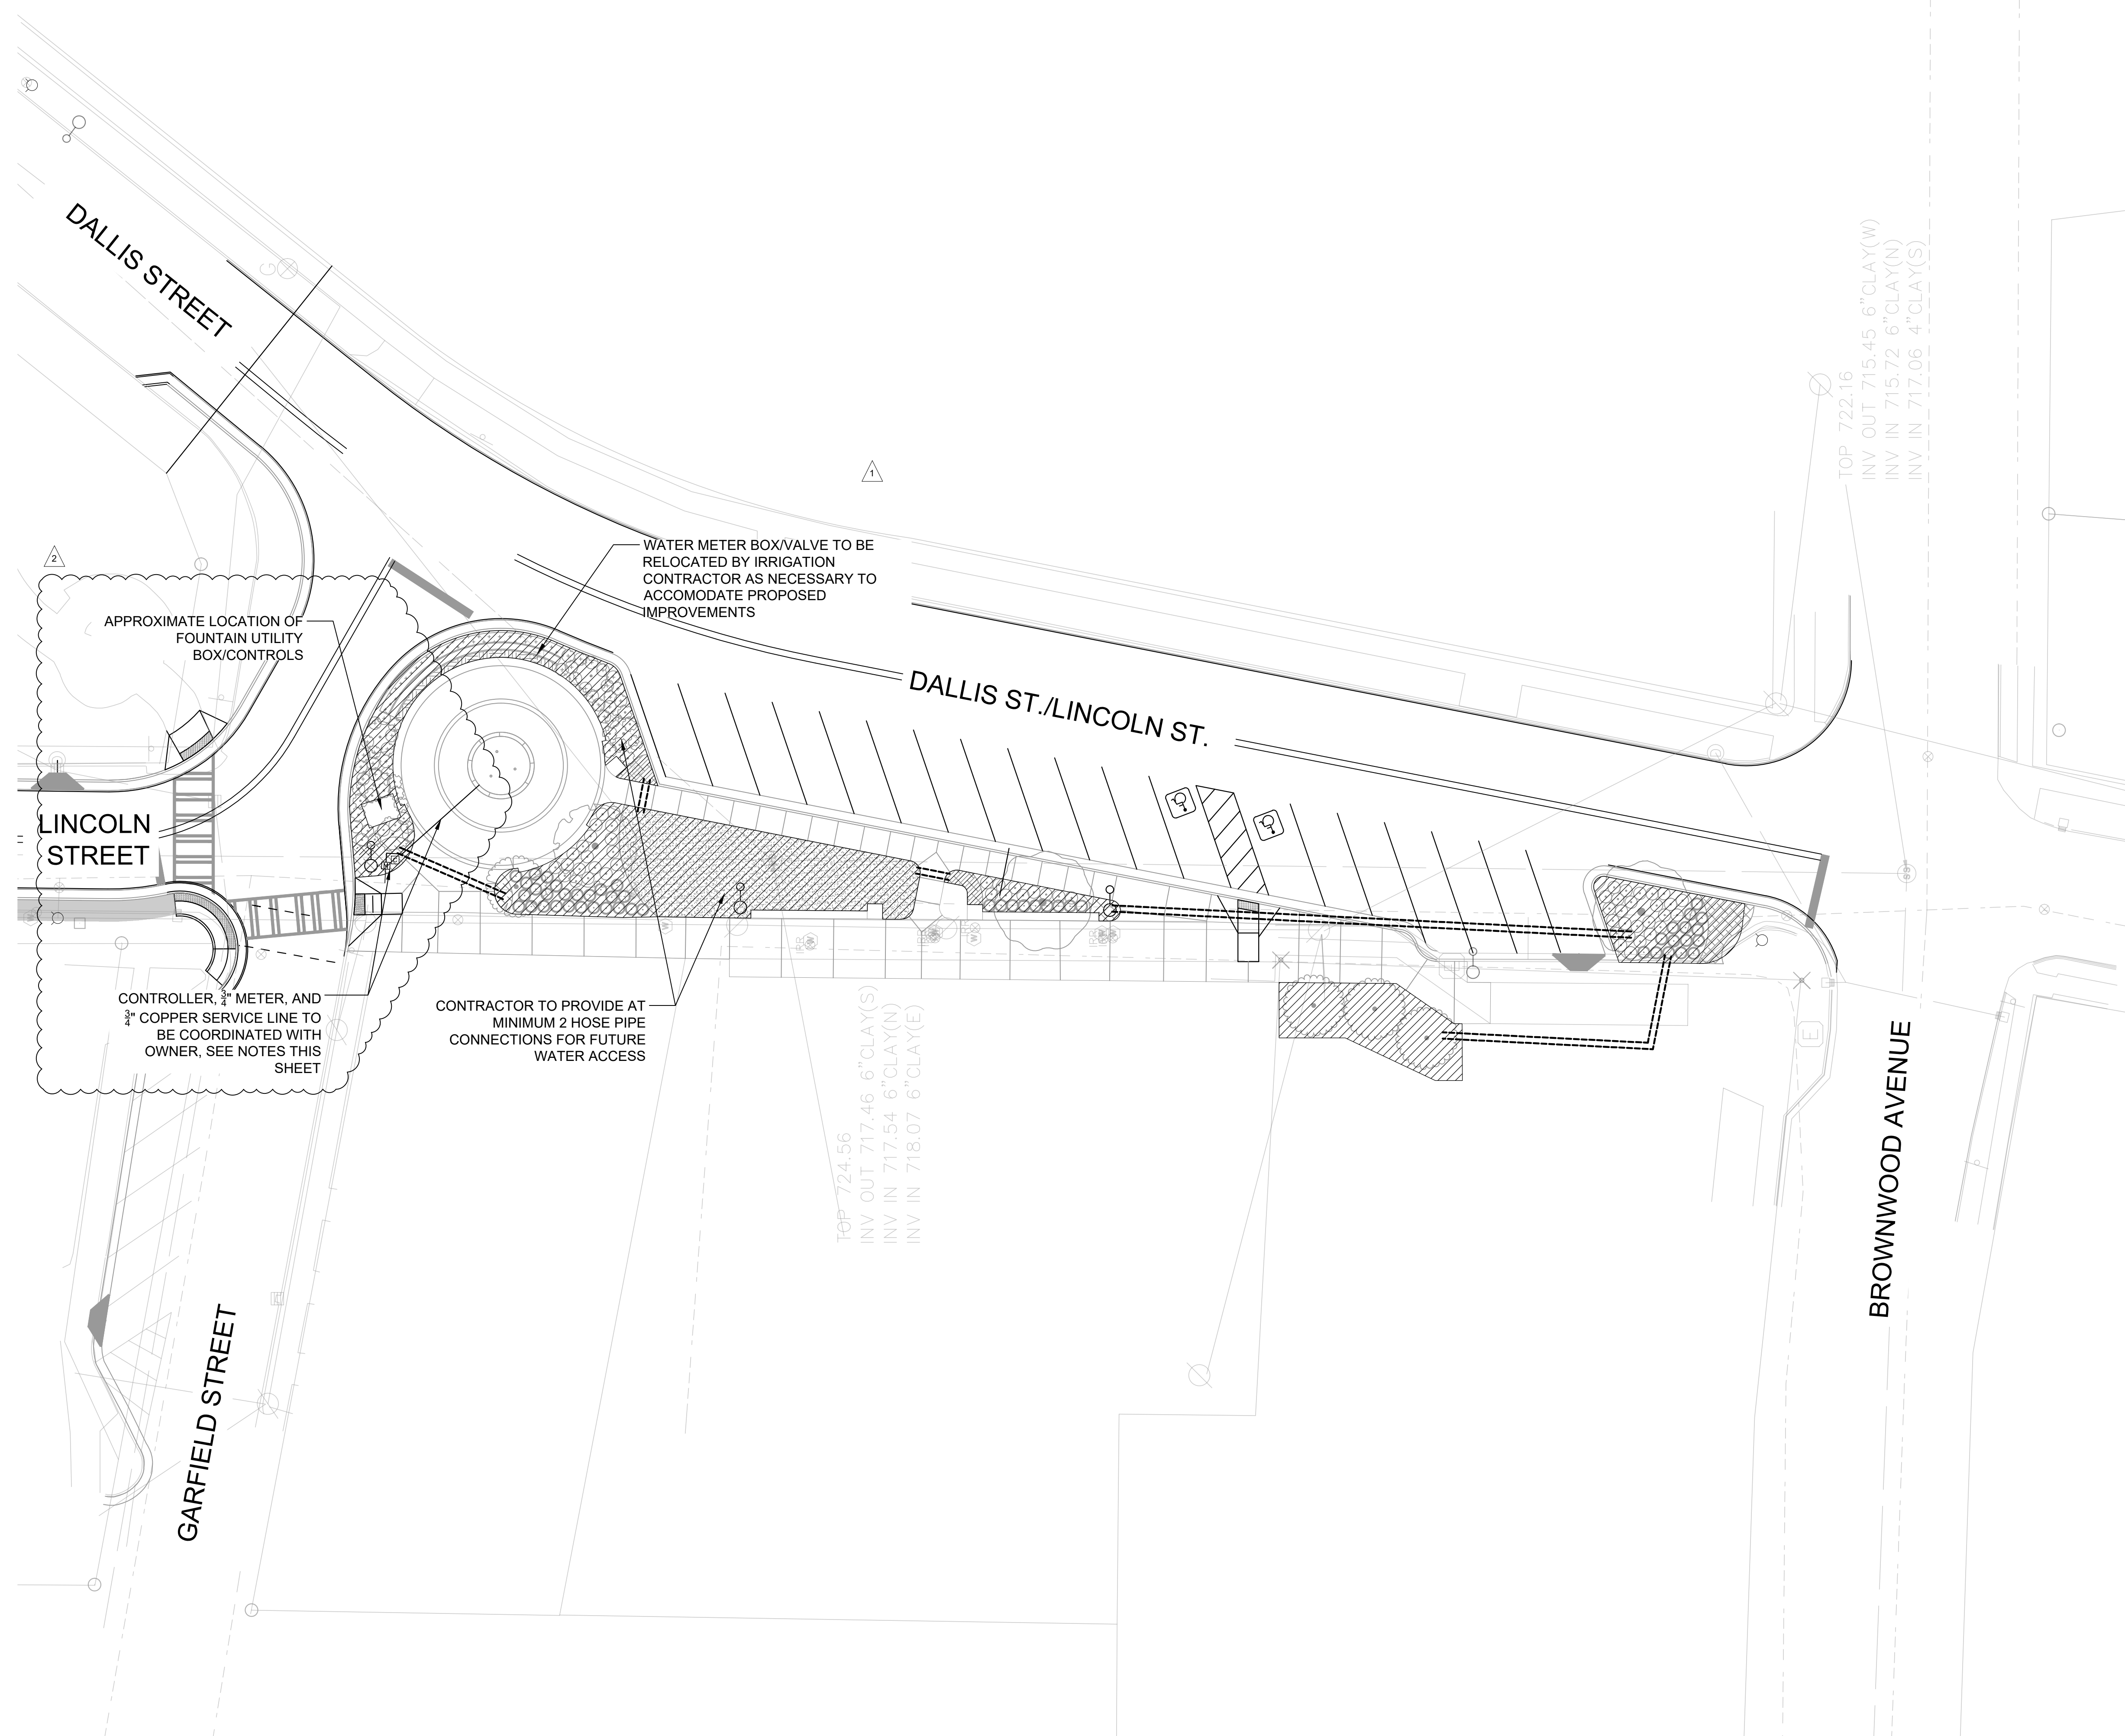 DALLIS STREET
G
TOP 722.16
INV OUT 715.45 6"CLAY(W)
INV IN 715.72 6"CLAY(N)
INV IN 717.06 4"CLAY(S)
1
2
WATER METER BOX/VALVE TO BE
RELOCATED BY IRRIGATION
CONTRACTOR AS NECESSARY TO
ACCOMODATE PROPOSED
IMPROVEMENTS
APPROXIMATE LOCATION OF
FOUNTAIN UTILITY
BOX/CONTROLS
DALLIS ST./LINCOLN ST.
LINCOLN
STREET
CONTROLLER, 3/4" METER, AND
3/4" COPPER SERVICE LINE TO
BE COORDINATED WITH
OWNER, SEE NOTES THIS
SHEET
CONTRACTOR TO PROVIDE AT
MINIMUM 2 HOSE PIPE
CONNECTIONS FOR FUTURE
WATER ACCESS
TOP 724.56
INV OUT 717.46 6"CLAY(S)
INV IN 717.54 6"CLAY(N)
INV IN 718.07 6"CLAY(E)
E
BROWNWOOD AVENUE
GARFIELD STREET